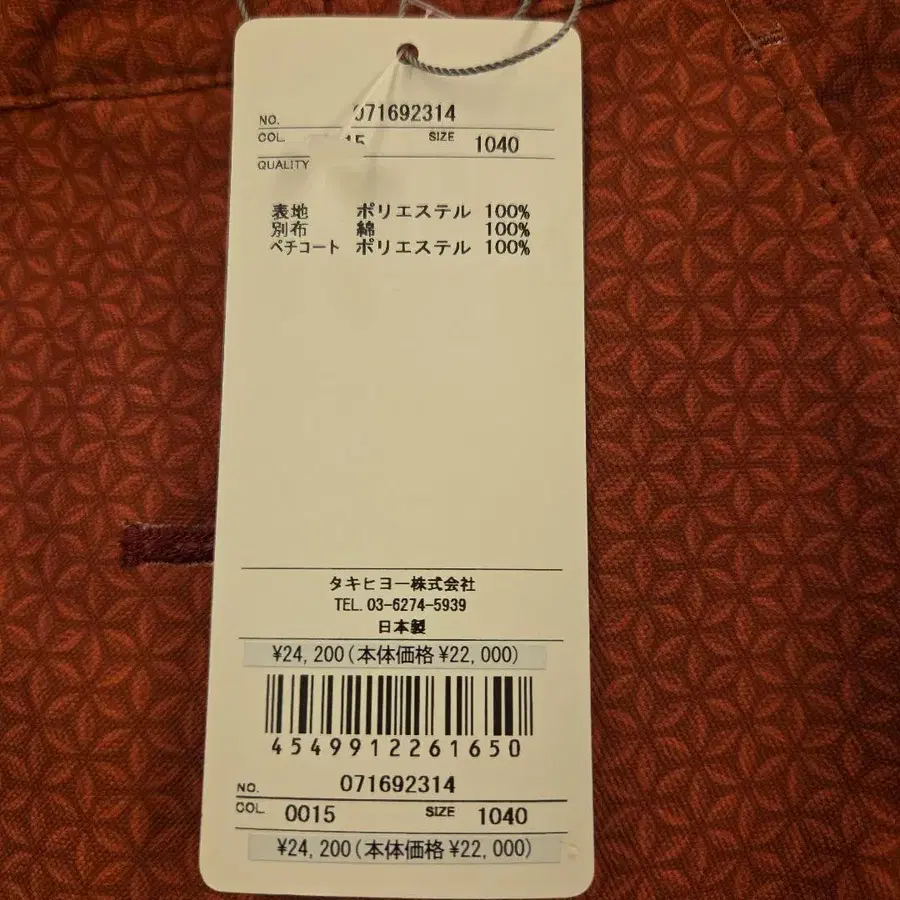 NO. 071692314
COL. 15 SIZE 1040
QUALITY
表地 ポリエステル 100%
別布 綿 100%
ペチコート ポリエステル 100%
タキヒヨー株式会社
TEL. 03-6274-5939
日本製
¥24,200(本体価格¥22,000)
4549912261650
NO. 071692314
COL. 0015 SIZE 1040
¥24,200(本体価格¥22,000)